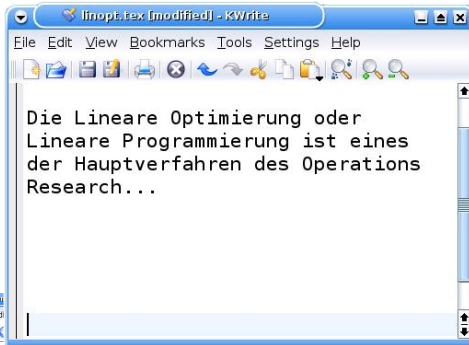 linopt.tex [modified] - KWrite
File Edit View Bookmarks Tools Settings Help
Die Lineare Optimierung oder
Lineare Programmierung ist eines
der Hauptverfahren des Operations
Research...